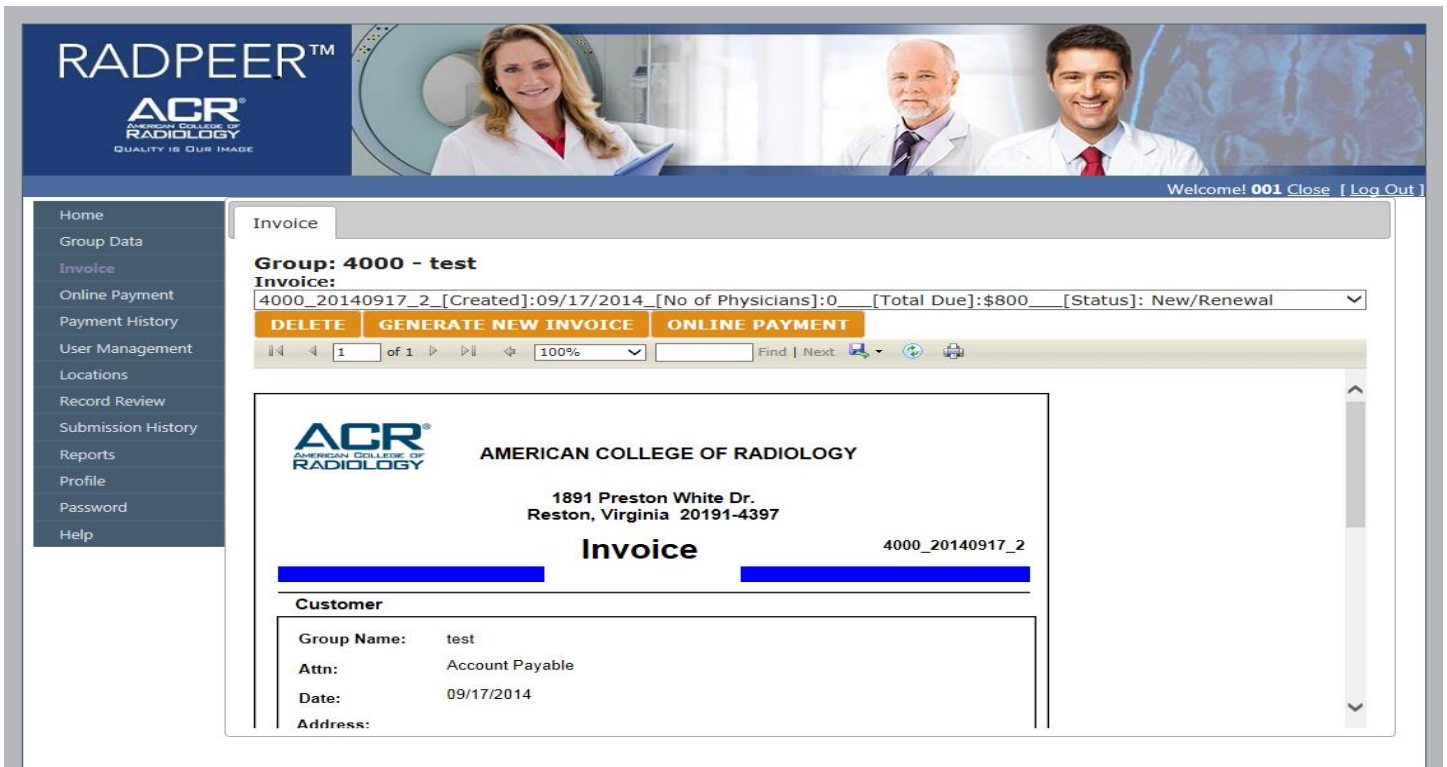 RADPEER™
ACR®
AMERICAN COLLEGE OF
RADIOLOGY
QUALITY IS OUR IMAGE
Welcome! 001 Close [ Log Out ]
Home
Group Data
Invoice
Online Payment
Payment History
User Management
Locations
Record Review
Submission History
Reports
Profile
Password
Help
Invoice
Group: 4000 - test
Invoice:
4000_20140917_2_[Created]:09/17/2014_[No of Physicians]:0___[Total Due]:$800___[Status]: New/Renewal
DELETE GENERATE NEW INVOICE ONLINE PAYMENT
1 of 1 100% Find | Next
ACR®
AMERICAN COLLEGE OF
RADIOLOGY
AMERICAN COLLEGE OF RADIOLOGY
1891 Preston White Dr.
Reston, Virginia 20191-4397
Invoice 4000_20140917_2
Customer
Group Name: test
Attn: Account Payable
Date: 09/17/2014
Address: